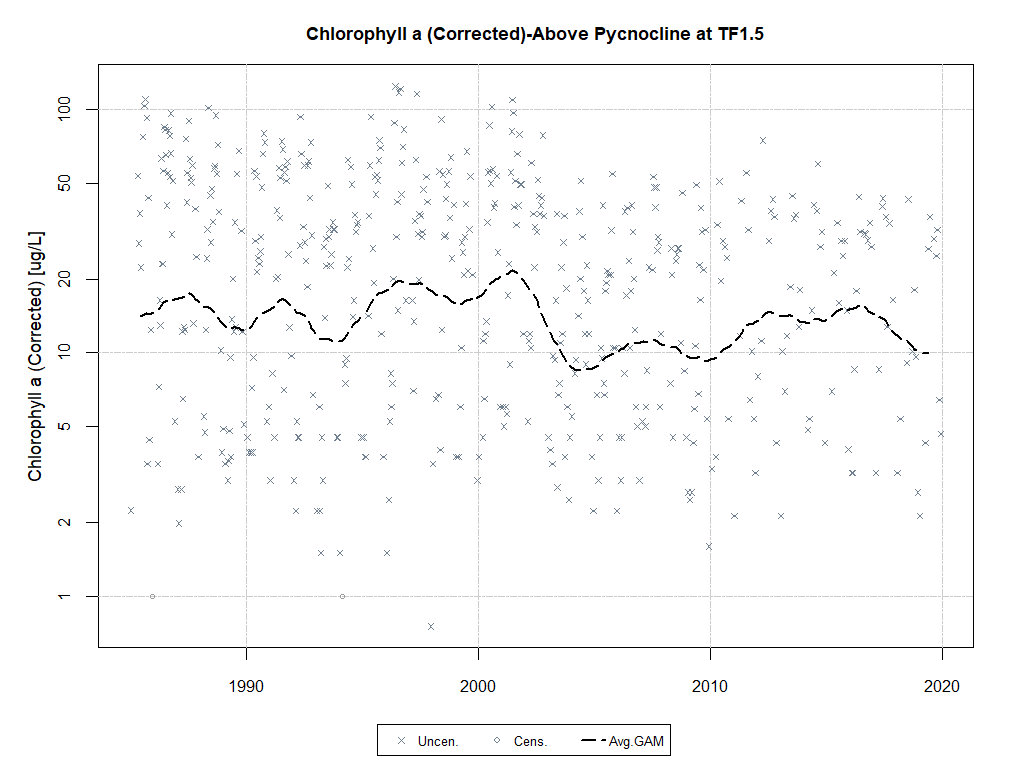 Chlorophyll a (Corrected)-Above Pycnocline at TF1.5
Chlorophyll a (Corrected) [ug/L]
100
50
20
10
5
2
1
1990 2000 2010 2020
Uncen. Cens. Avg.GAM